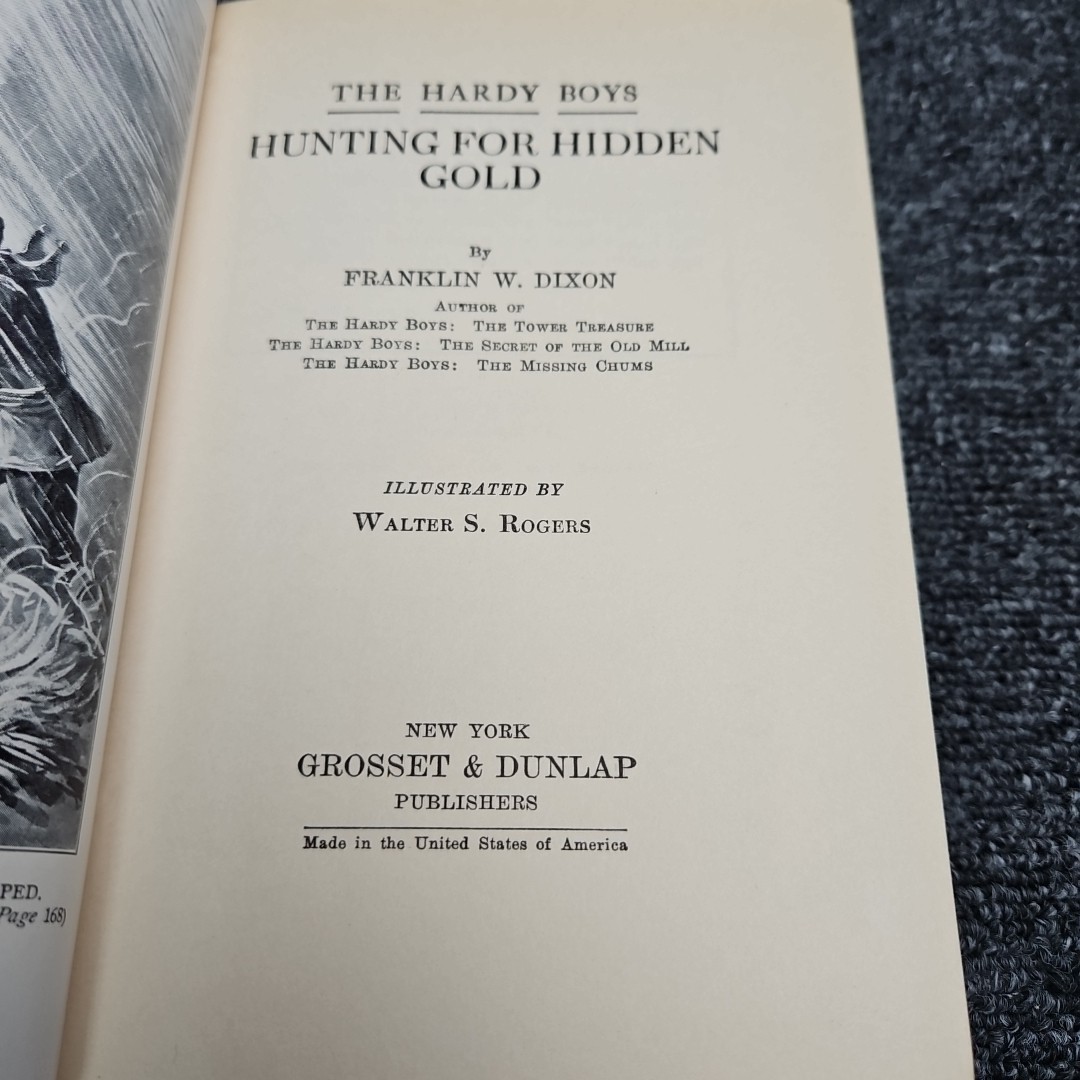 THE HARDY BOYS
HUNTING FOR HIDDEN
GOLD
By
FRANKLIN W. DIXON
AUTHOR OF
THE HARDY BOYS: THE TOWER TREASURE
THE HARDY BOYS: THE SECRET OF THE OLD MILL
THE HARDY BOYS: THE MISSING CHUMS
ILLUSTRATED BY
WALTER S. ROGERS
NEW YORK
GROSSET & DUNLAP
PUBLISHERS
Made in the United States of America
PED.
Page 168)